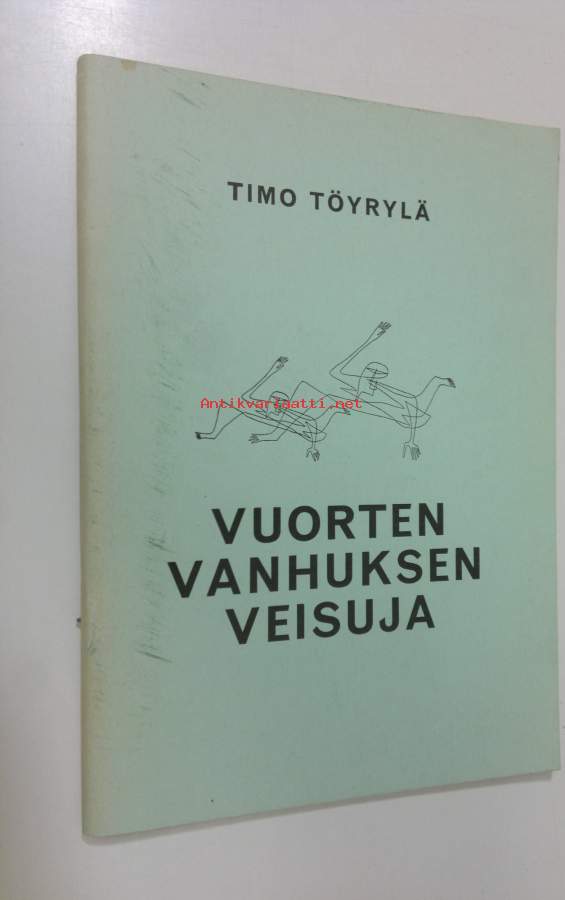 TIMO TÖYRYLÄ
Antikvariaatti.net
VUORTEN
VANHUKSEN
VEISUJA